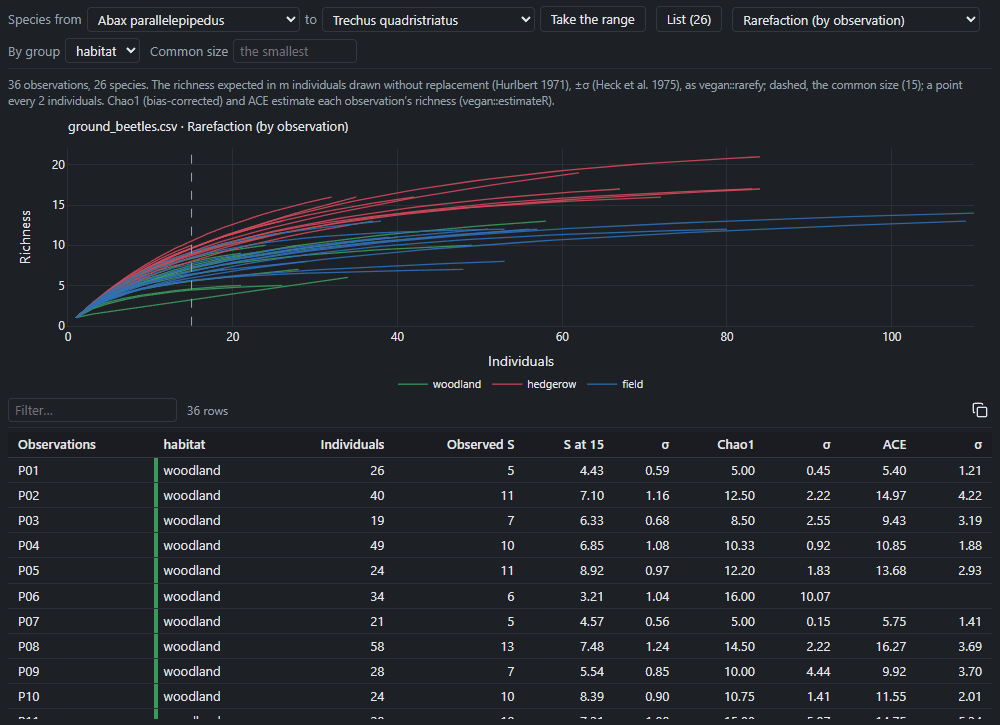 Species from Abax parallelepipedus to Trechus quadristriatus Take the range List (26) Rarefaction (by observation)
By group habitat Common size the smallest
36 observations, 26 species. The richness expected in m individuals drawn without replacement (Hurlbert 1971), ±σ (Heck et al. 1975), as vegan::rarefy; dashed, the common size (15); a point
every 2 individuals. Chao1 (bias-corrected) and ACE estimate each observation's richness (vegan::estimateR).
ground_beetles.csv · Rarefaction (by observation)
20
15
10
5
0
Richness
0 20 40 60 80 100
Individuals
woodland hedgerow field
Filter... 36 rows
Observations habitat Individuals Observed S S at 15 σ Chao1 σ ACE σ
P01 woodland 26 5 4.43 0.59 5.00 0.45 5.40 1.21
P02 woodland 40 11 7.10 1.16 12.50 2.22 14.97 4.22
P03 woodland 19 7 6.33 0.68 8.50 2.55 9.43 3.19
P04 woodland 49 10 6.85 1.08 10.33 0.92 10.85 1.88
P05 woodland 24 11 8.92 0.97 12.20 1.83 13.68 2.93
P06 woodland 34 6 3.21 1.04 16.00 10.07
P07 woodland 21 5 4.57 0.56 5.00 0.15 5.75 1.41
P08 woodland 58 13 7.48 1.24 14.50 2.22 16.27 3.69
P09 woodland 28 7 5.54 0.85 10.00 4.44 9.92 3.70
P10 woodland 24 10 8.39 0.90 10.75 1.41 11.55 2.01